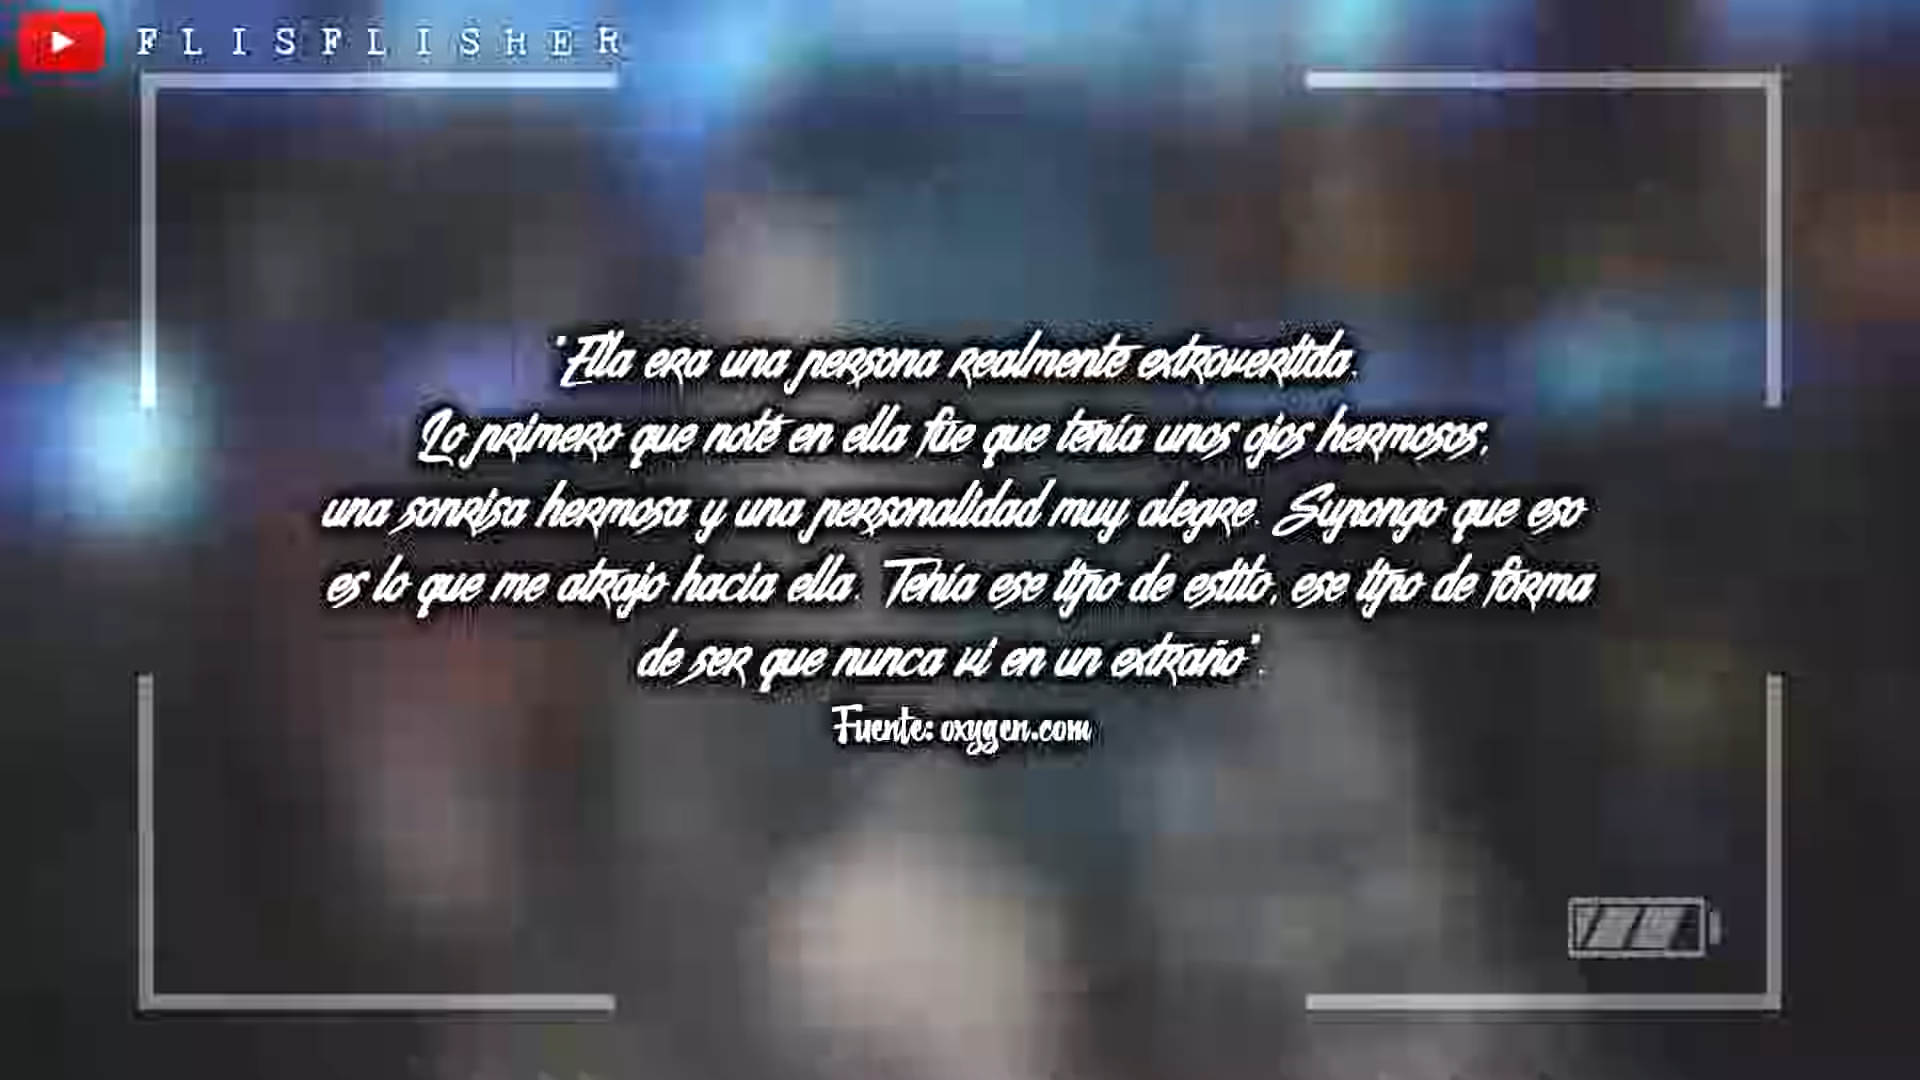 FLISFLISHER
"Ella era una persona realmente extrovertida.
Lo primero que noté en ella fue que tenía unos ojos hermosos,
una sonrisa hermosa y una personalidad muy alegre. Supongo que eso
es lo que me atrajo hacia ella. Tenía ese tipo de estilo, ese tipo de forma
de ser que nunca vi en un extraño".
Fuente: oxygen.com